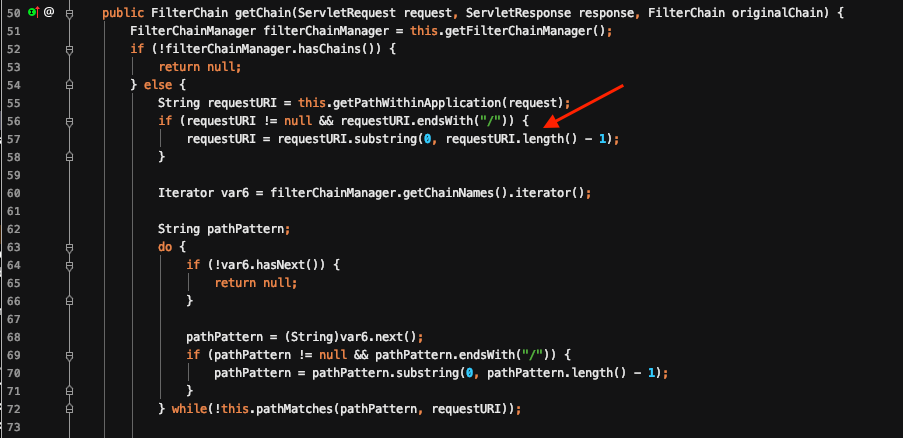 50 @ public FilterChain getChain(ServletRequest request, ServletResponse response, FilterChain originalChain) {
51 FilterChainManager filterChainManager = this.getFilterChainManager();
52 if (!filterChainManager.hasChains()) {
53 return null;
54 } else {
55 String requestURI = this.getPathWithinApplication(request);
56 if (requestURI != null && requestURI.endsWith("/")) {
57 requestURI = requestURI.substring(0, requestURI.length() - 1);
58 }
59
60 Iterator var6 = filterChainManager.getChainNames().iterator();
61
62 String pathPattern;
63 do {
64 if (!var6.hasNext()) {
65 return null;
66 }
67
68 pathPattern = (String)var6.next();
69 if (pathPattern != null && pathPattern.endsWith("/")) {
70 pathPattern = pathPattern.substring(0, pathPattern.length() - 1);
71 }
72 } while(!this.pathMatches(pathPattern, requestURI));
73